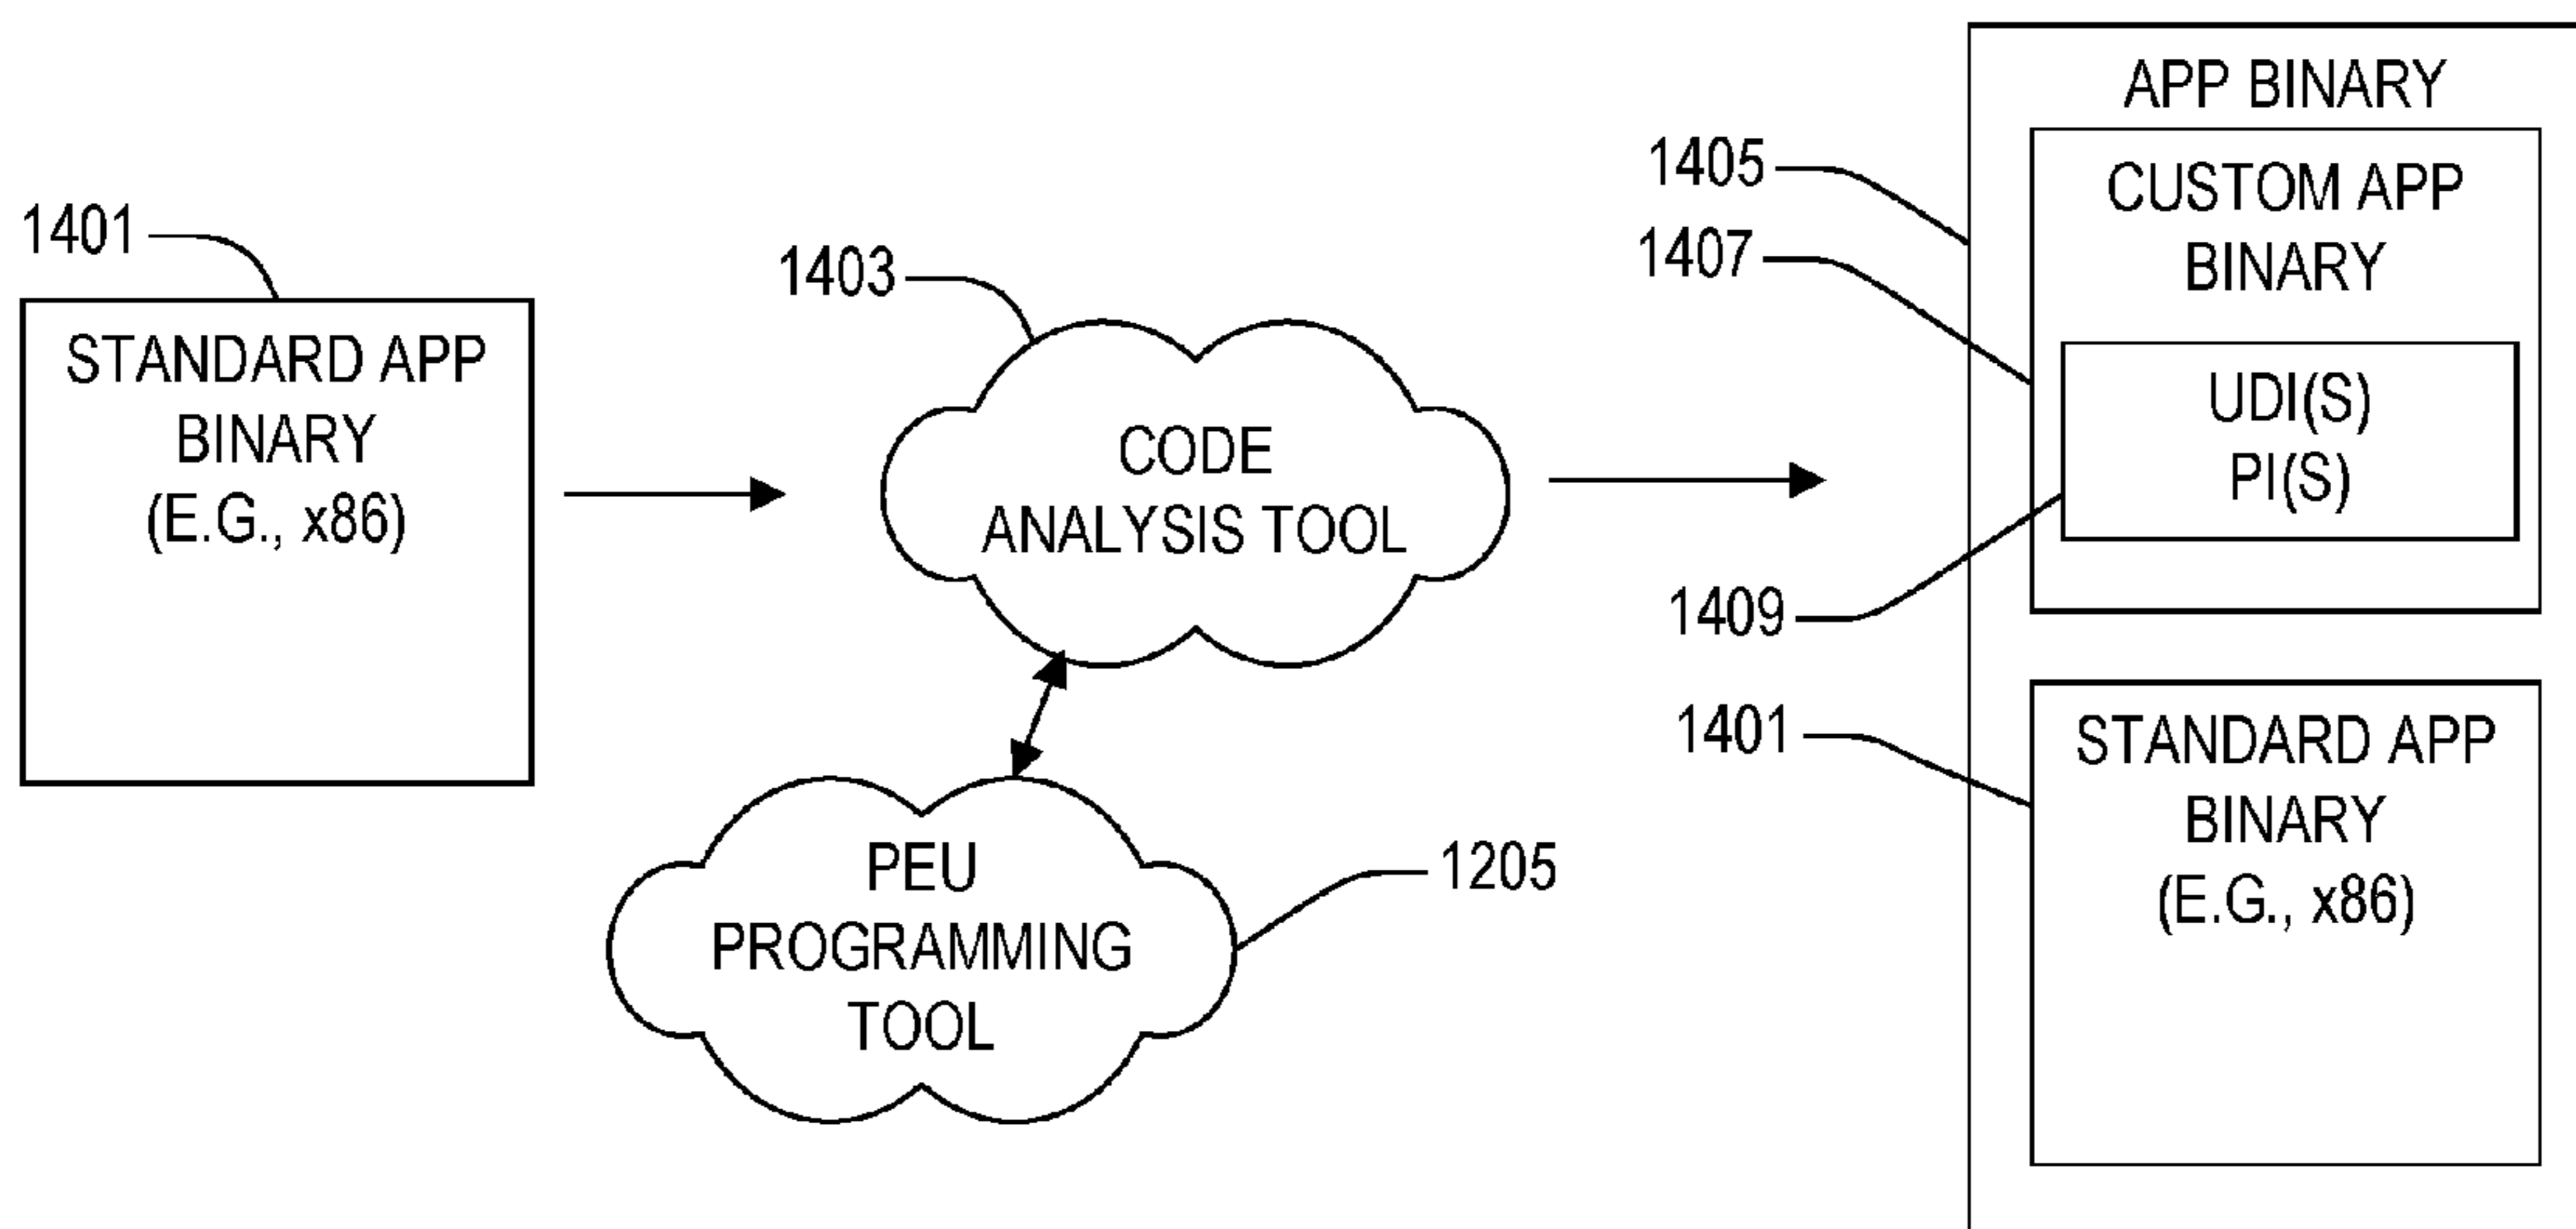 1401
STANDARD APP
BINARY
(E.G., x86)
1403
CODE
ANALYSIS TOOL
PEU
PROGRAMMING
TOOL
1205
APP BINARY
1405
CUSTOM APP
BINARY
1407
UDI(S)
PI(S)
1409
1401
STANDARD APP
BINARY
(E.G., x86)